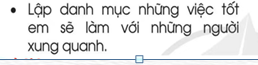 • Lập danh mục những việc tốt
em sẽ làm với những người
xung quanh.